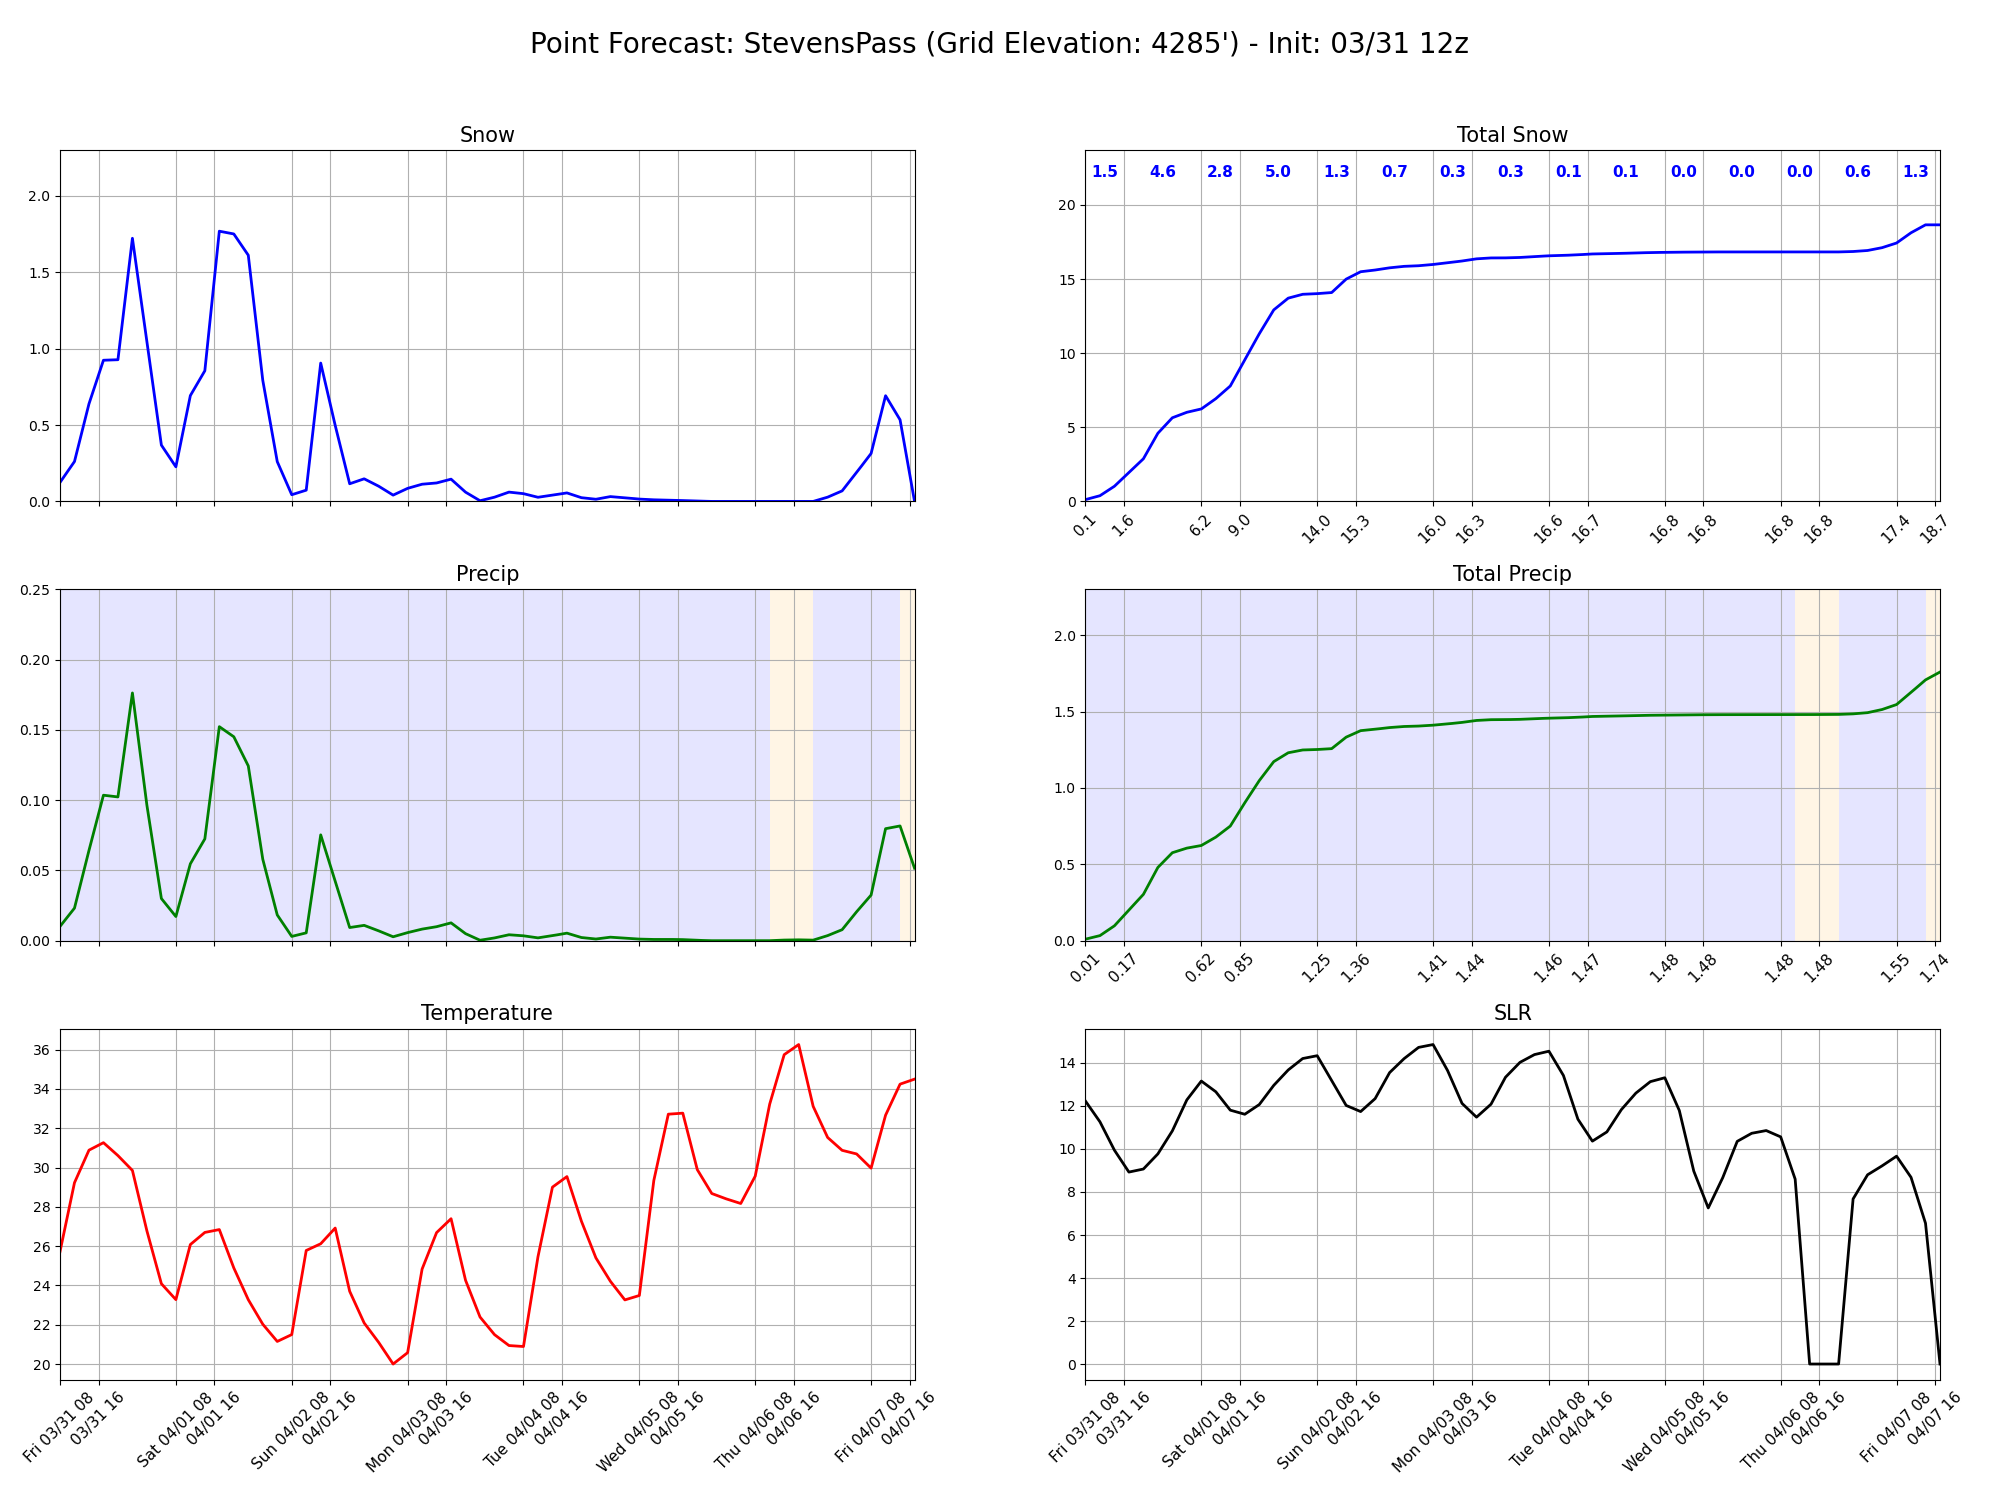 Point Forecast: StevensPass (Grid Elevation: 4285') - Init: 03/31 12z
Snow
2.0
1.5
1.0
0.5
0.0
Total Snow
1.5 4.6 2.8 5.0 1.3 0.7 0.3 0.3 0.1 0.1 0.0 0.0 0.0 0.6 1.3
20
15
10
5
0
0.1 1.6 6.2 9.0 14.0 15.3 16.0 16.3 16.6 16.7 16.8 16.8 16.8 16.8 17.4 18.7
Precip
0.25
0.20
0.15
0.10
0.05
0.00
Total Precip
2.0
1.5
1.0
0.5
0.0
0.01 0.17 0.62 0.85 1.25 1.36 1.41 1.44 1.46 1.47 1.48 1.48 1.48 1.48 1.55 1.74
Temperature
36
34
32
30
28
26
24
22
20
Fri 03/31 08
03/31 16
Sat 04/01 08
04/01 16
Sun 04/02 08
04/02 16
Mon 04/03 08
04/03 16
Tue 04/04 08
04/04 16
Wed 04/05 08
04/05 16
Thu 04/06 08
04/06 16
Fri 04/07 08
04/07 16
SLR
14
12
10
8
6
4
2
0
Fri 03/31 08
03/31 16
Sat 04/01 08
04/01 16
Sun 04/02 08
04/02 16
Mon 04/03 08
04/03 16
Tue 04/04 08
04/04 16
Wed 04/05 08
04/05 16
Thu 04/06 08
04/06 16
Fri 04/07 08
04/07 16